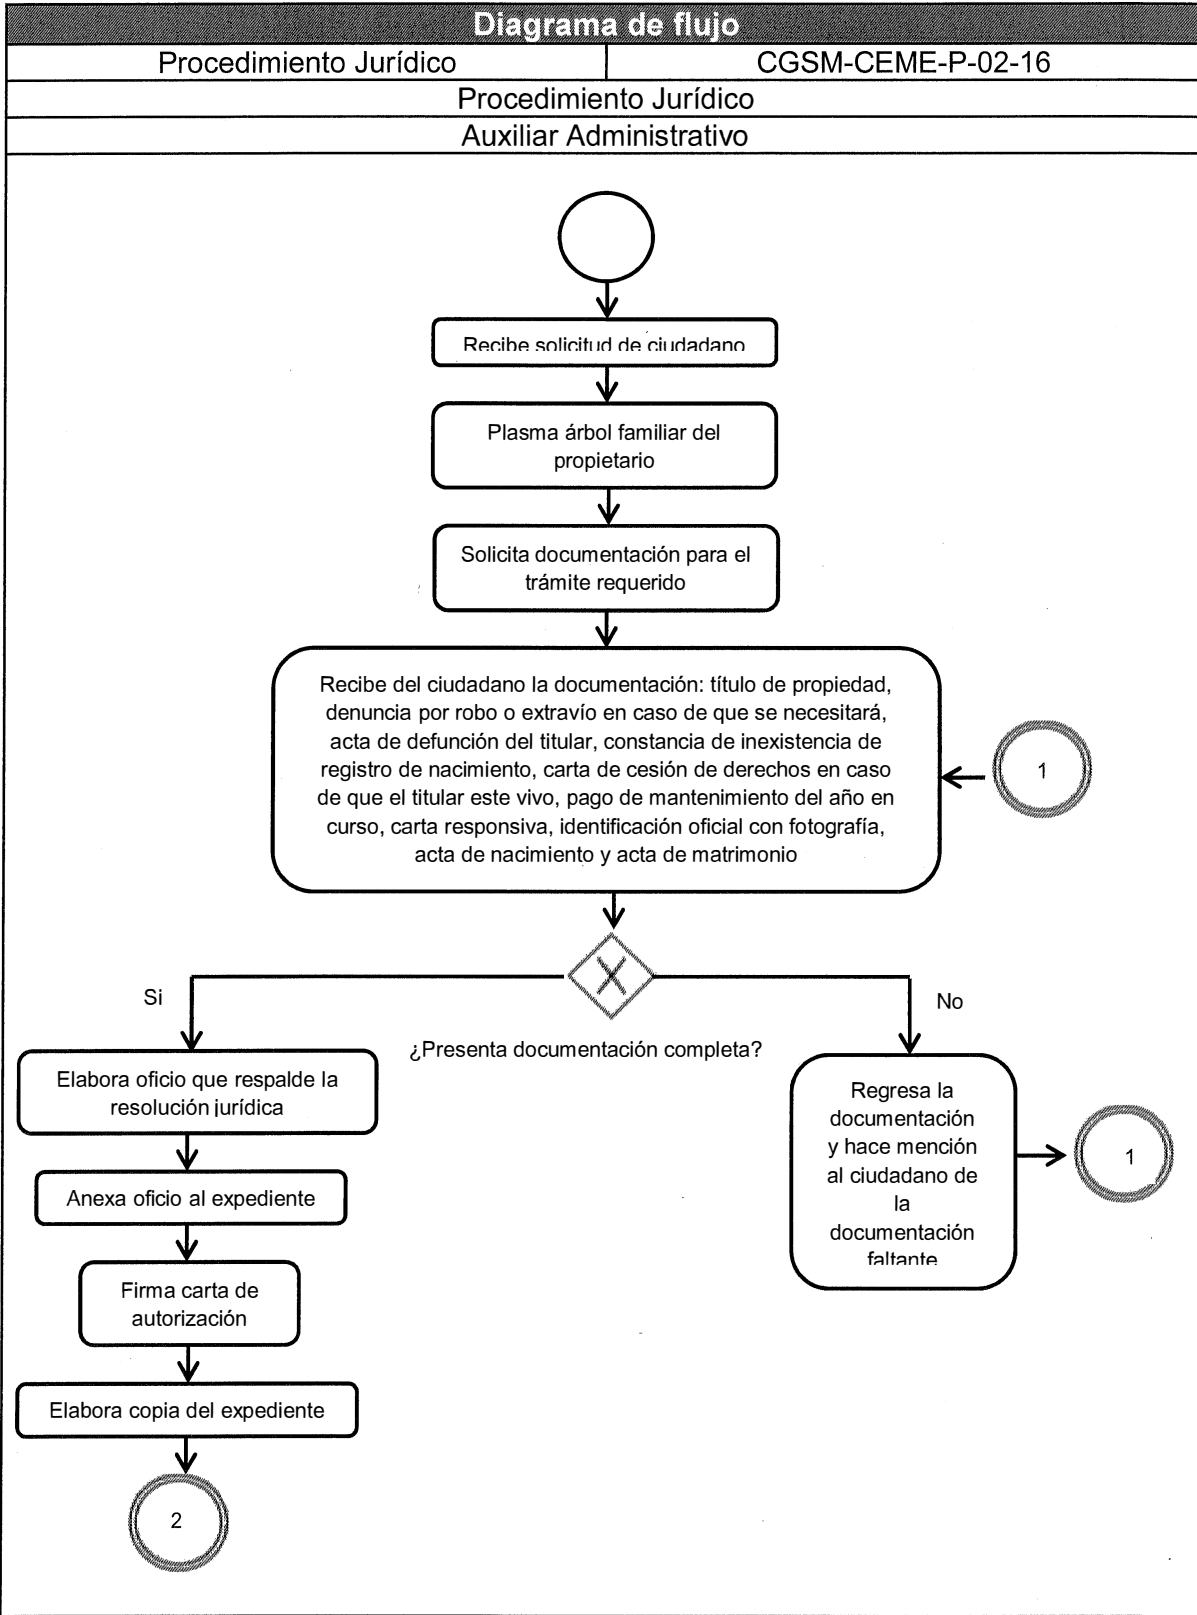 Diagrama de flujo
Procedimiento Jurídico
CGSM-CEME-P-02-16
Procedimiento Jurídico
Auxiliar Administrativo
Recibe solicitud de ciudadano
Plasma árbol familiar del
propietario
Solicita documentación para el
trámite requerido
Recibe del ciudadano la documentación: título de propiedad,
denuncia por robo o extravío en caso de que se necesitará,
acta de defunción del titular, constancia de inexistencia de
registro de nacimiento, carta de cesión de derechos en caso
de que el titular este vivo, pago de mantenimiento del año en
curso, carta responsiva, identificación oficial con fotografía,
acta de nacimiento y acta de matrimonio
1
X
Si
No
¿Presenta documentación completa?
Elabora oficio que respalde la
resolución jurídica
Anexa oficio al expediente
Firma carta de
autorización
Elabora copia del expediente
2
Regresa la
documentación
y hace mención
al ciudadano de
la
documentación
faltante
1